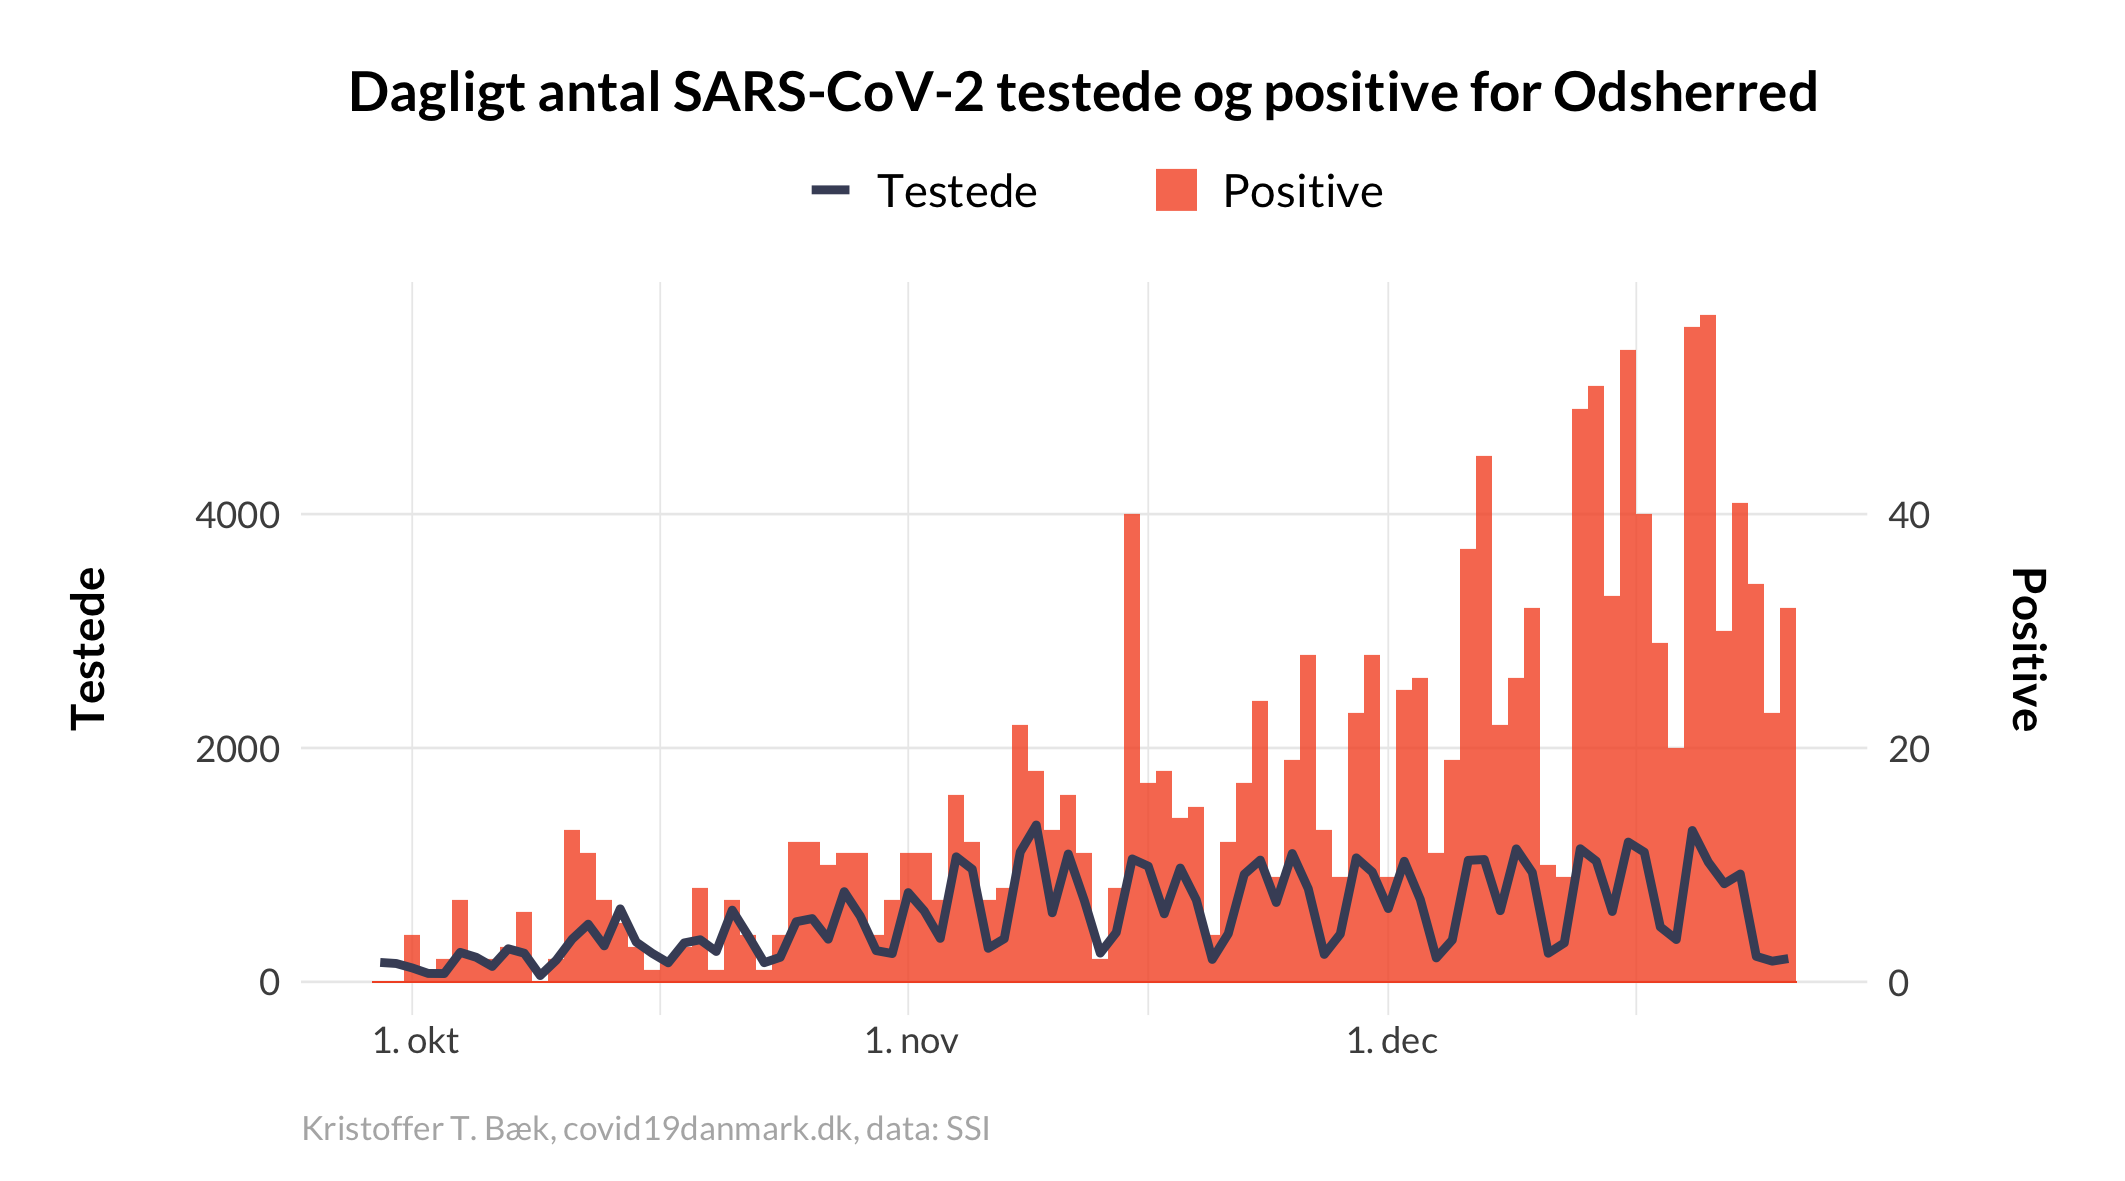 Dagligt antal SARS-CoV-2 testede og positive for Odsherred
Testede
Positive
4000
2000
0
Testede
40
20
0
Positive
1. okt
1. nov
1. dec
Kristoffer T. Bæk, covid19danmark.dk, data: SSI